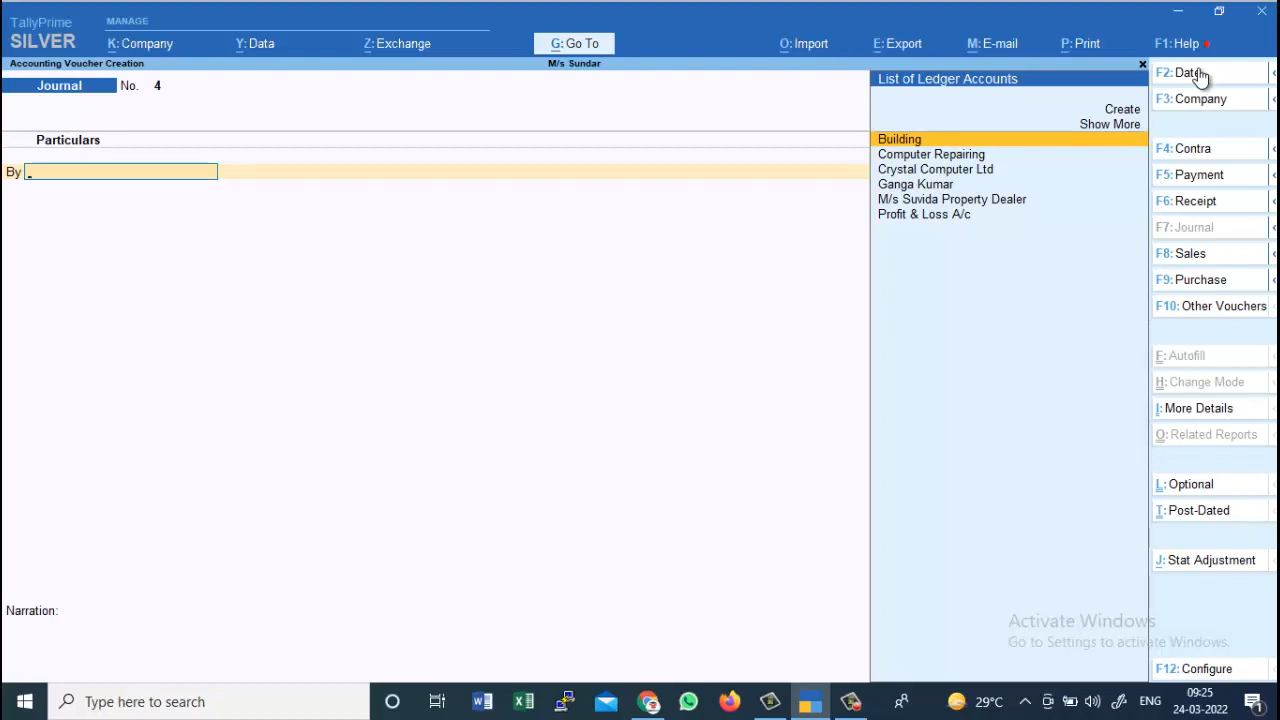 TallyPrime
SILVER
MANAGE
K: Company
Y: Data
Z: Exchange
G: Go To
O: Import
E: Export
M: E-mail
P: Print
F1: Help
Accounting Voucher Creation
M/s Sundar
Journal No. 4
Particulars
By
List of Ledger Accounts
Create
Show More
Building
Computer Repairing
Crystal Computer Ltd
Ganga Kumar
M/s Suvida Property Dealer
Profit & Loss A/c
F2: Date
F3: Company
F4: Contra
F5: Payment
F6: Receipt
F7: Journal
F8: Sales
F9: Purchase
F10: Other Vouchers
F: Autofill
H: Change Mode
I: More Details
O: Related Reports
L: Optional
T: Post-Dated
J: Stat Adjustment
F12: Configure
Narration:
Activate Windows
Go to Settings to activate Windows.
Type here to search
29°C
ENG
09:25
24-03-2022
1